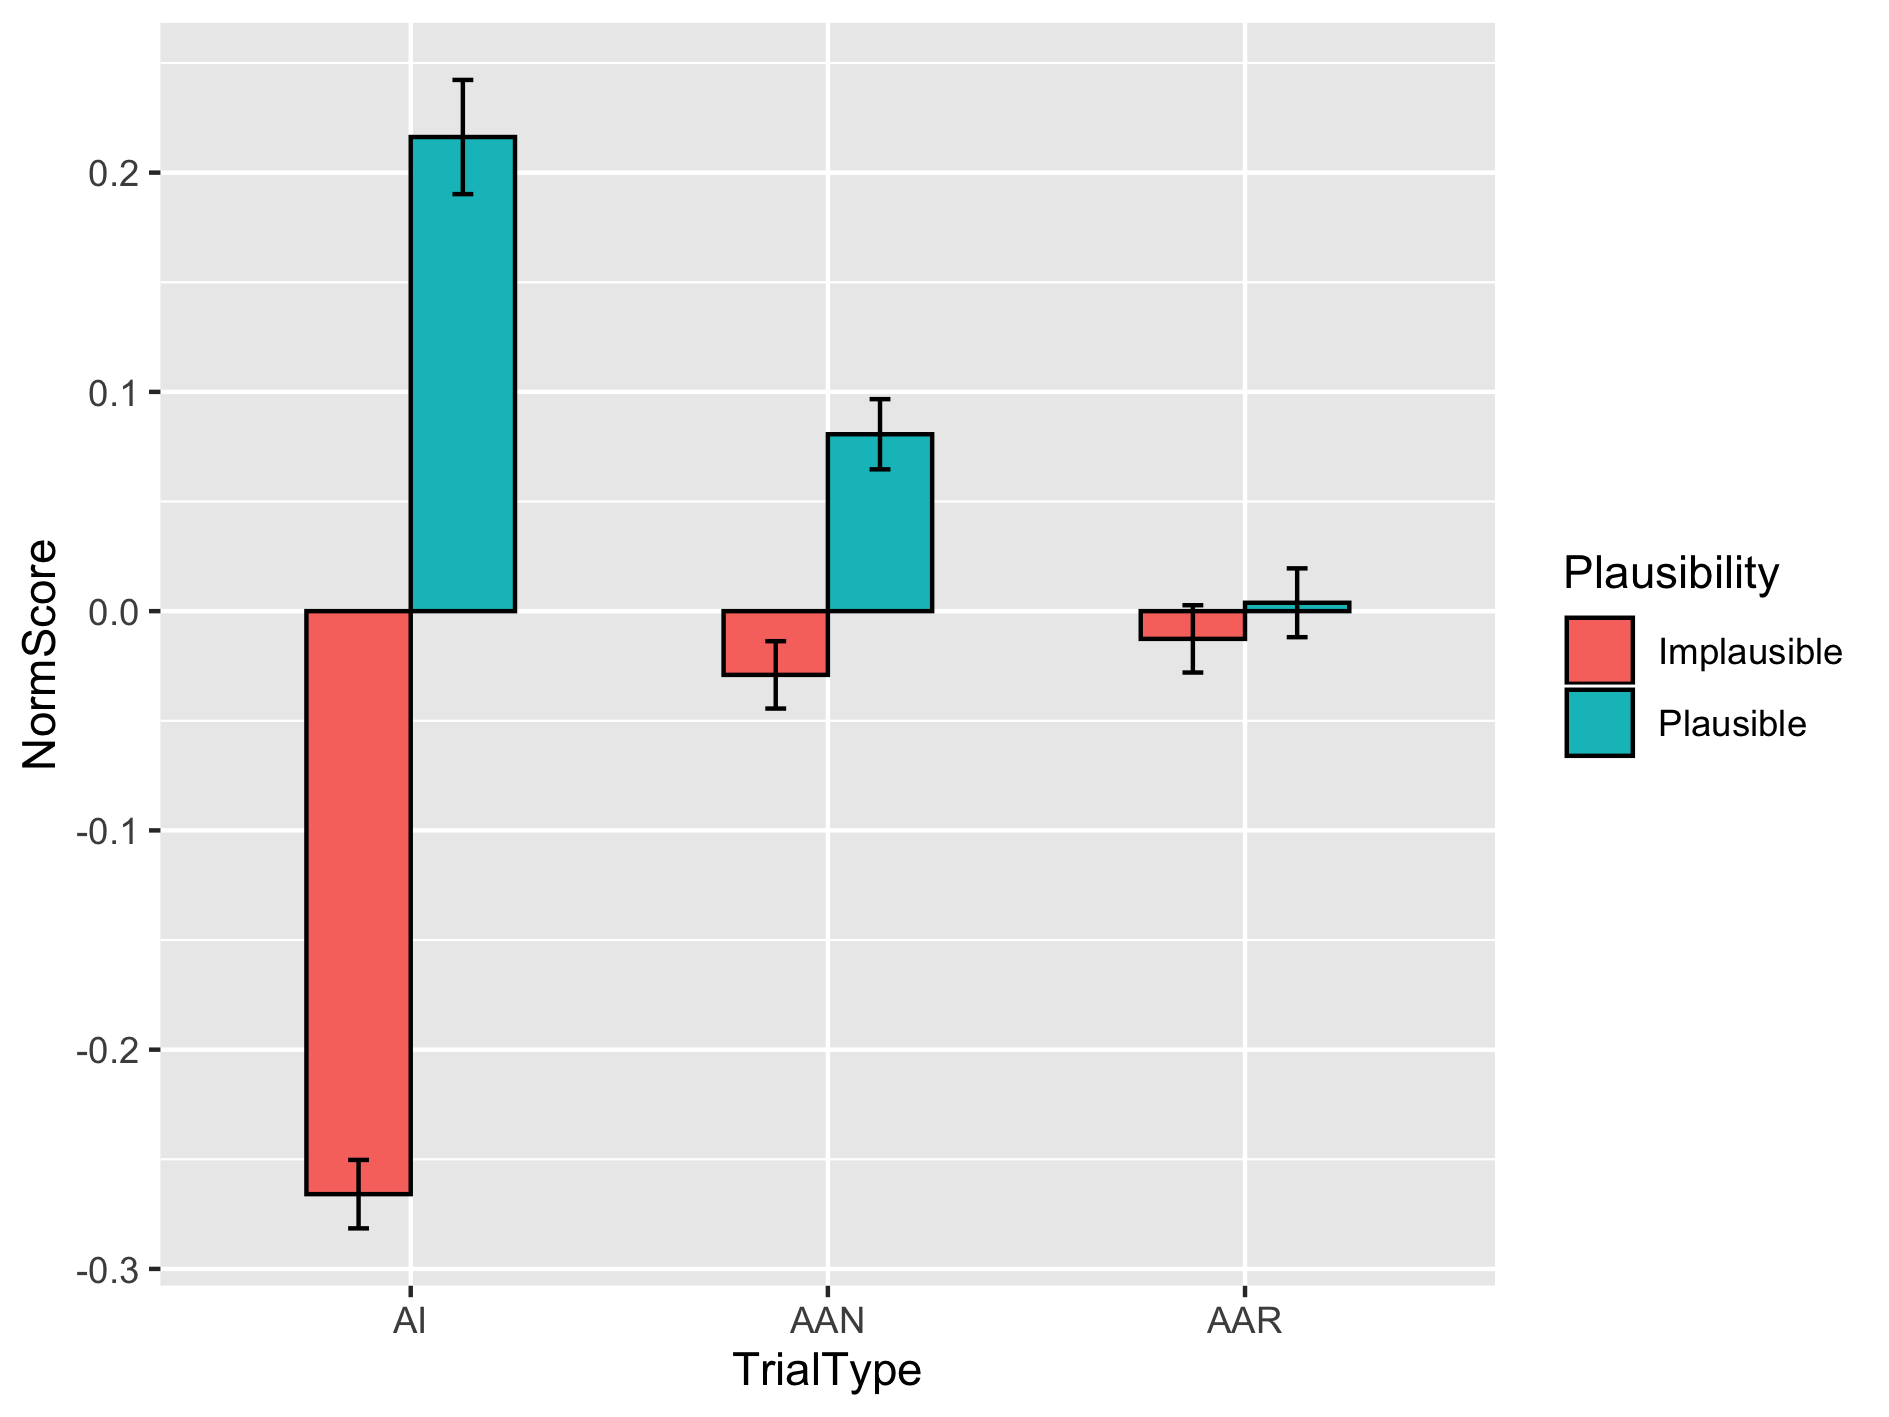 NormScore
0.2
0.1
0.0
-0.1
-0.2
-0.3
AI
AAN
AAR
TrialType
Plausibility
Implausible
Plausible